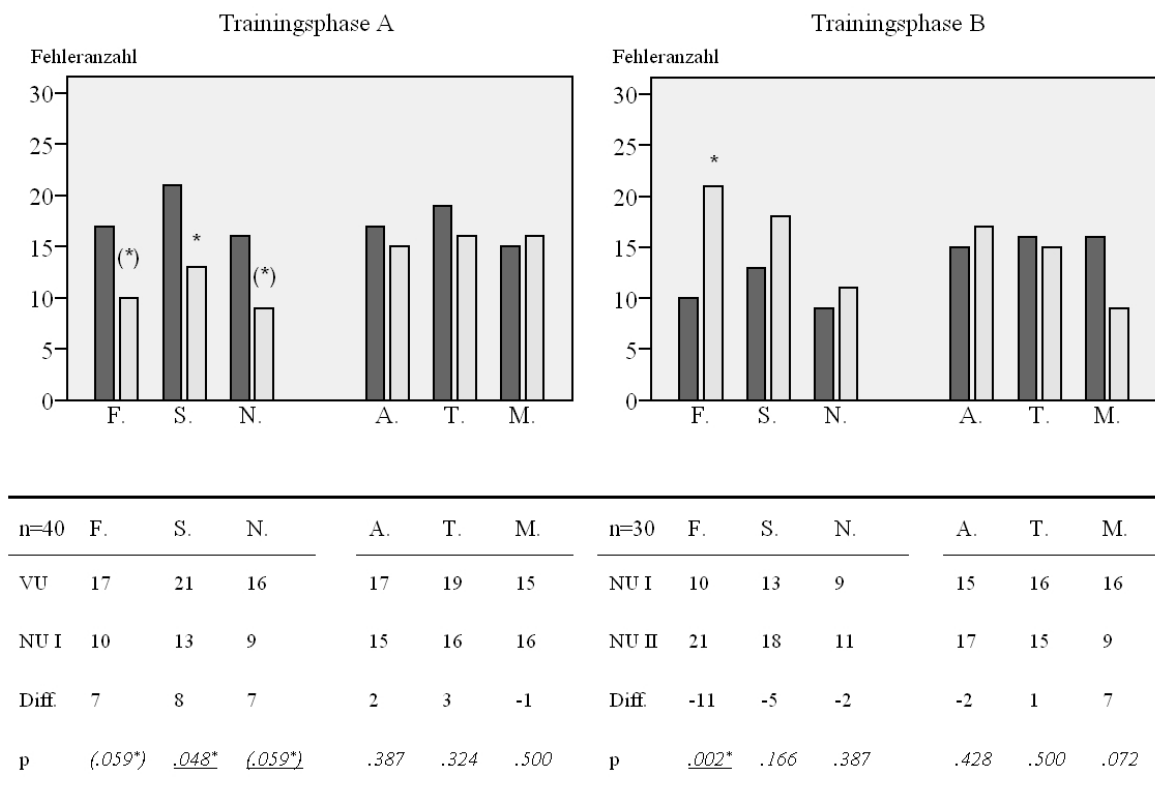 Trainingsphase A
Fehleranzahl
30
25
20
15
10
5
0
(*)
*
(*)
F. S. N. A. T. M.
Trainingsphase B
Fehleranzahl
30
25
20
15
10
5
0
*
F. S. N. A. T. M.
n=40 F. S. N. A. T. M. n=30 F. S. N. A. T. M.
VU 17 21 16 17 19 15 NU I 10 13 9 15 16 16
NU I 10 13 9 15 16 16 NU II 21 18 11 17 15 9
Diff. 7 8 7 2 3 -1 Diff. -11 -5 -2 -2 1 7
p (.059*) .048* (.059*) .387 .324 .500 p .002* .166 .387 .428 .500 .072